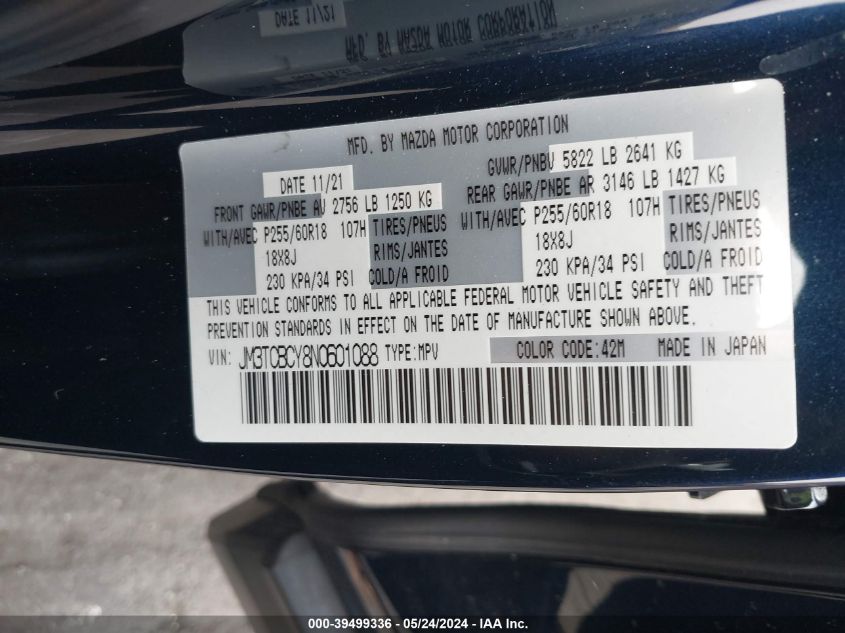 MFD. BY MAZDA MOTOR CORPORATION
DATE 11/21 GVWR/PNBV 5822 LB 2641 KG
FRONT GAWR/PNBE AV 2756 LB 1250 KG REAR GAWR/PNBE AR 3146 LB 1427 KG
WITH/AVEC P255/60R18 107H TIRES/PNEUS WITH/AVEC P255/60R18 107H TIRES/PNEUS
18X8J RIMS/JANTES 18X8J RIMS/JANTES
230 KPA/34 PSI COLD/A FROID 230 KPA/34 PSI COLD/A FROID
THIS VEHICLE CONFORMS TO ALL APPLICABLE FEDERAL MOTOR VEHICLE SAFETY AND THEFT
PREVENTION STANDARDS IN EFFECT ON THE DATE OF MANUFACTURE SHOWN ABOVE.
VIN: JM3TCBCY8N0601088 TYPE:MPV COLOR CODE:42M MADE IN JAPAN
000-39499336 - 05/24/2024 - IAA Inc.